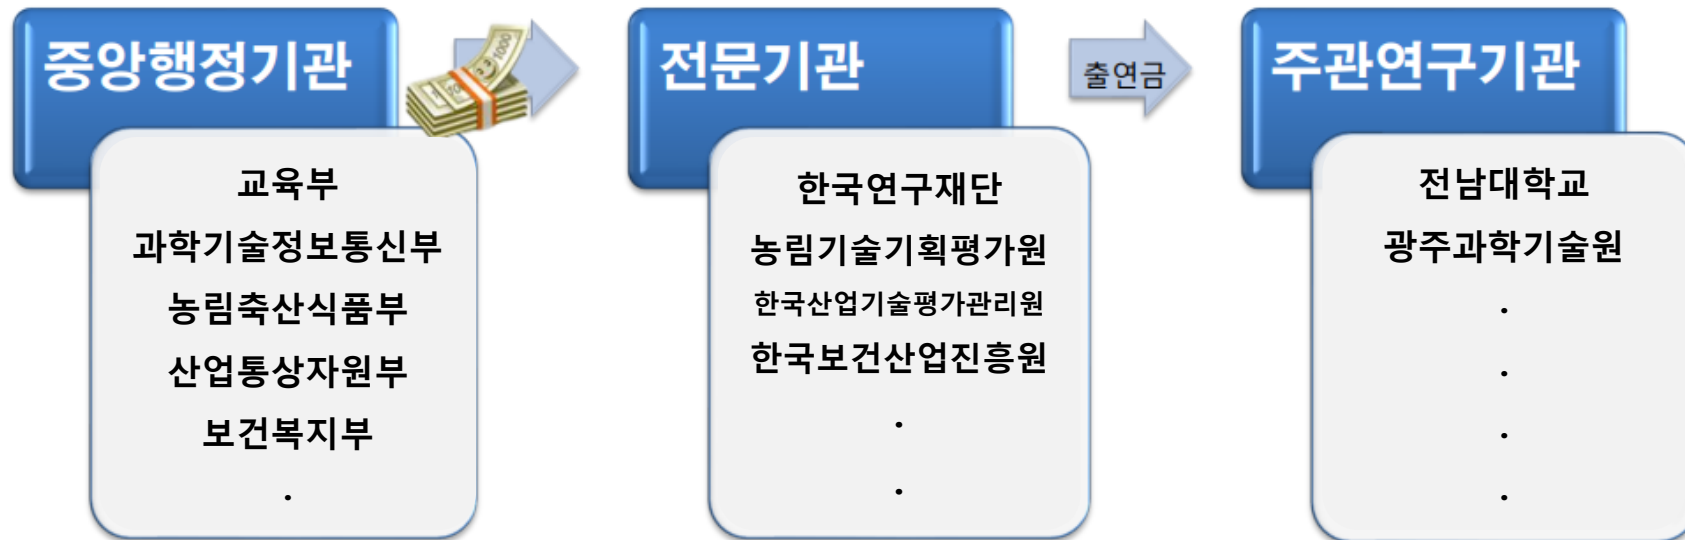 중앙행정기관
교육부
과학기술정보통신부
농림축산식품부
산업통상자원부
보건복지부
.
1000
전문기관
한국연구재단
농림기술기획평가원
한국산업기술평가관리원
한국보건산업진흥원
.
.
출연금
주관연구기관
전남대학교
광주과학기술원
.
.
.
.